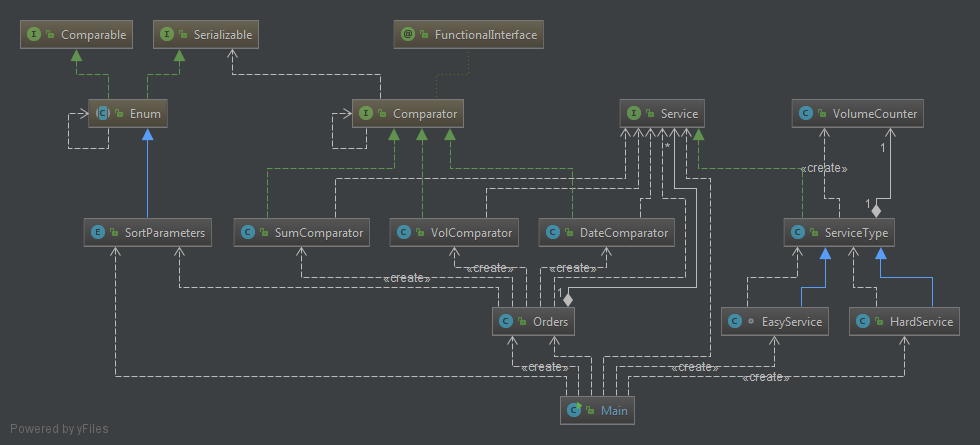 I Comparable
I Serializable
@ FunctionalInterface
C Enum
I Comparator
I Service
C VolumeCounter
*
1
«create»
1
E SortParameters
C SumComparator
C VolComparator
C DateComparator
C ServiceType
«create»
«create»
«create»
1
C Orders
C EasyService
C HardService
«create»
«create»
«create»
C Main
Powered by yFiles